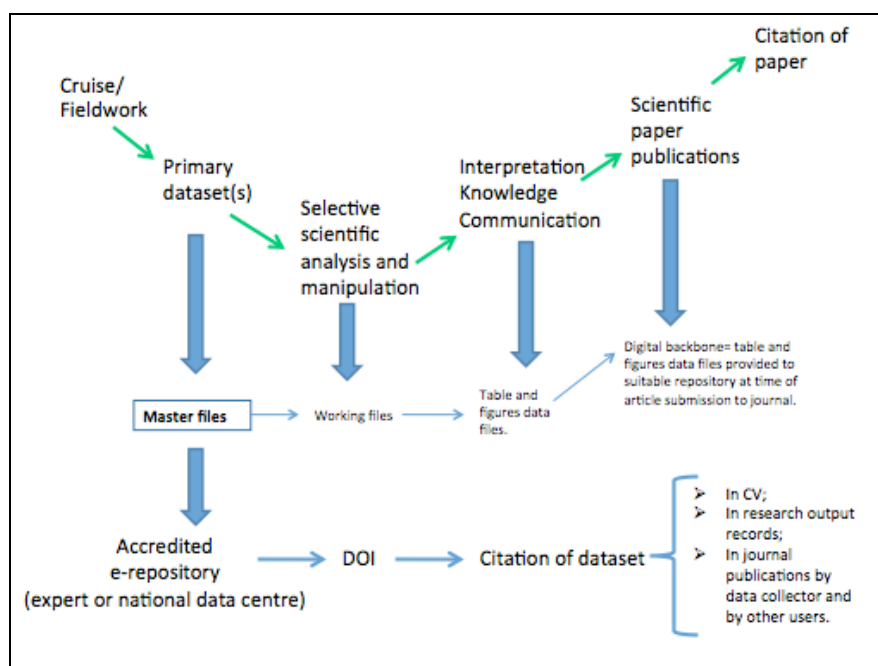 Citation of
paper
Cruise/
Fieldwork
Scientific
paper
publications
Primary
dataset(s)
Interpretation
Knowledge
Communication
Selective
scientific
analysis and
manipulation
Digital backbone= table and
figures data files provided to
suitable repository at time of
article submission to journal.
Master files
Working files
Table and
figures data
files.
Accredited
e-repository
(expert or national data centre)
DOI
Citation of dataset
➢ In CV;
➢ In research output
records;
➢ In journal
publications by
data collector and
by other users.